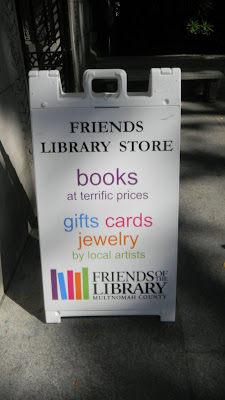 FRIENDS
LIBRARY STORE
books
at terrific prices
gifts cards
jewelry
by local artists
FRIENDS OF THE
LIBRARY
MULTNOMAH COUNTY